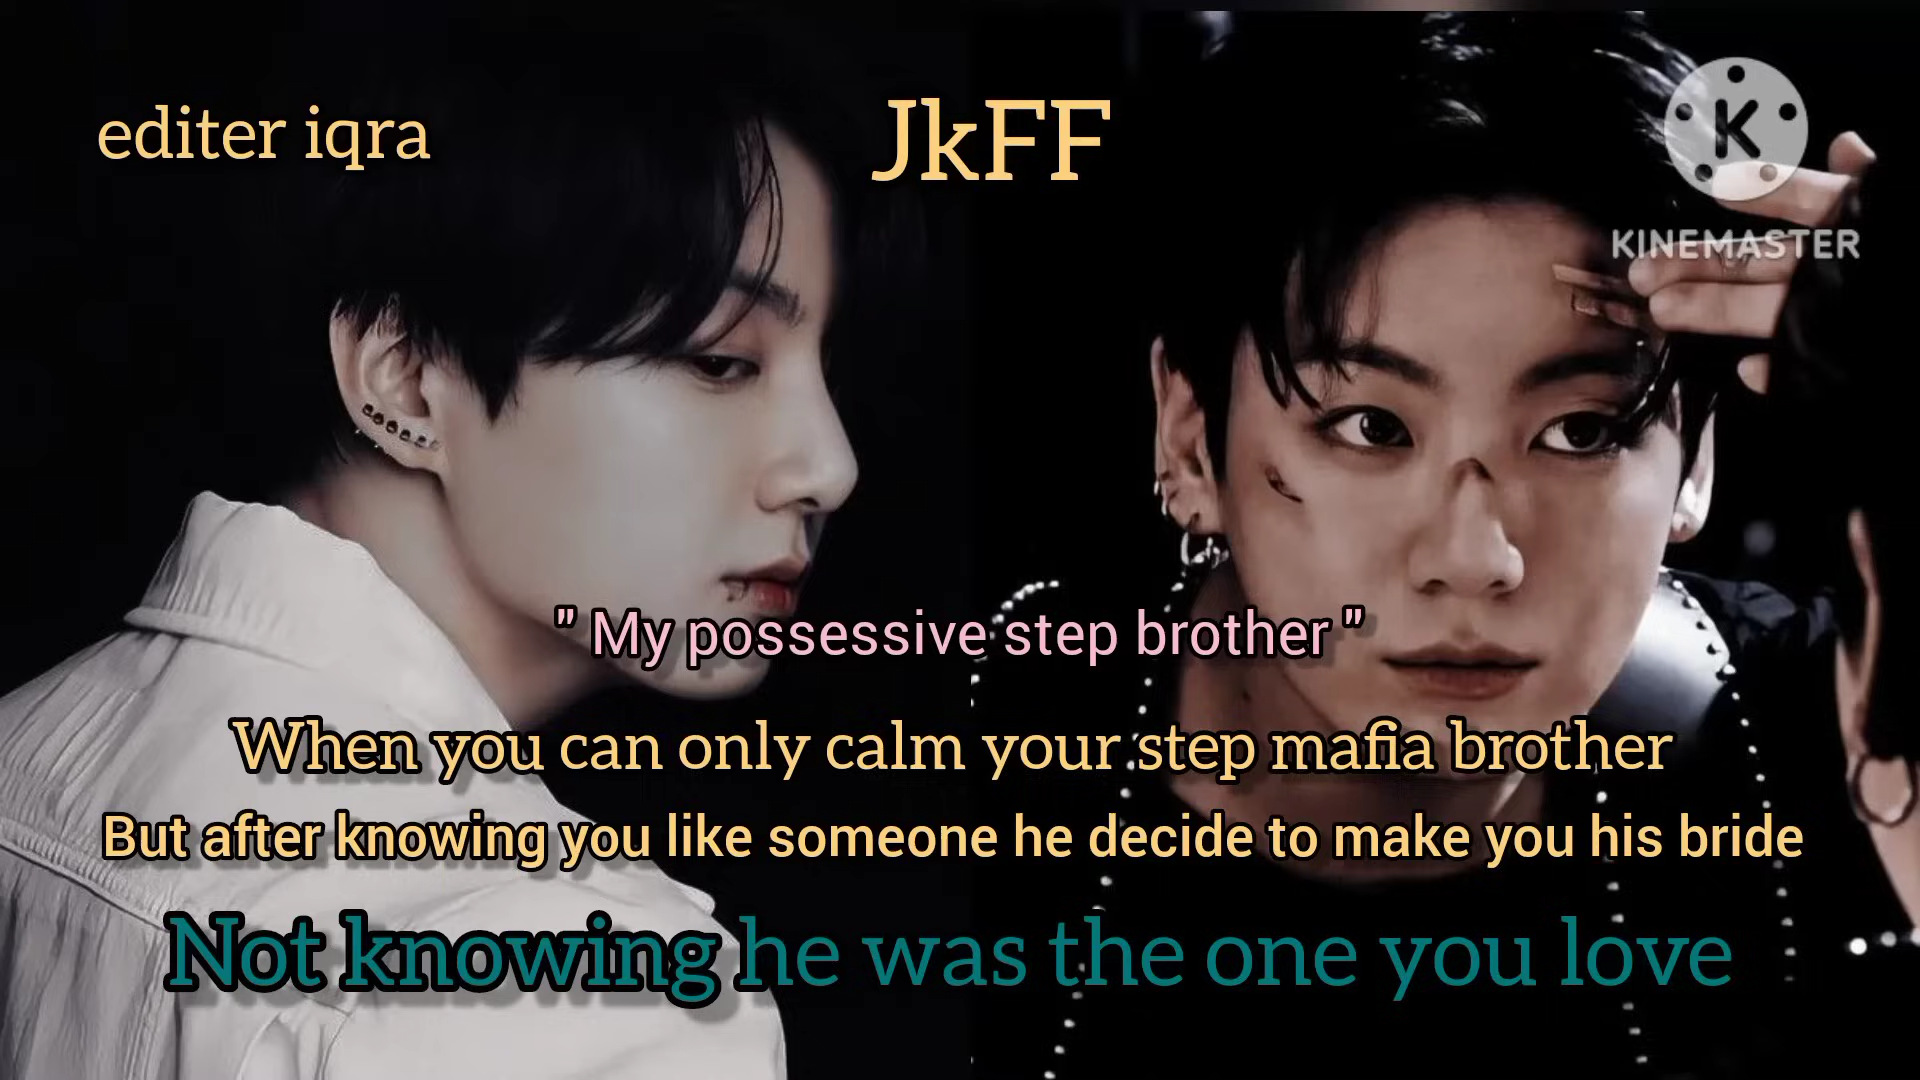 editer iqra
JkFF
K
KINEMASTER
" My possessive step brother "
When you can only calm your step mafia brother
But after knowing you like someone he decide to make you his bride
Not knowing he was the one you love